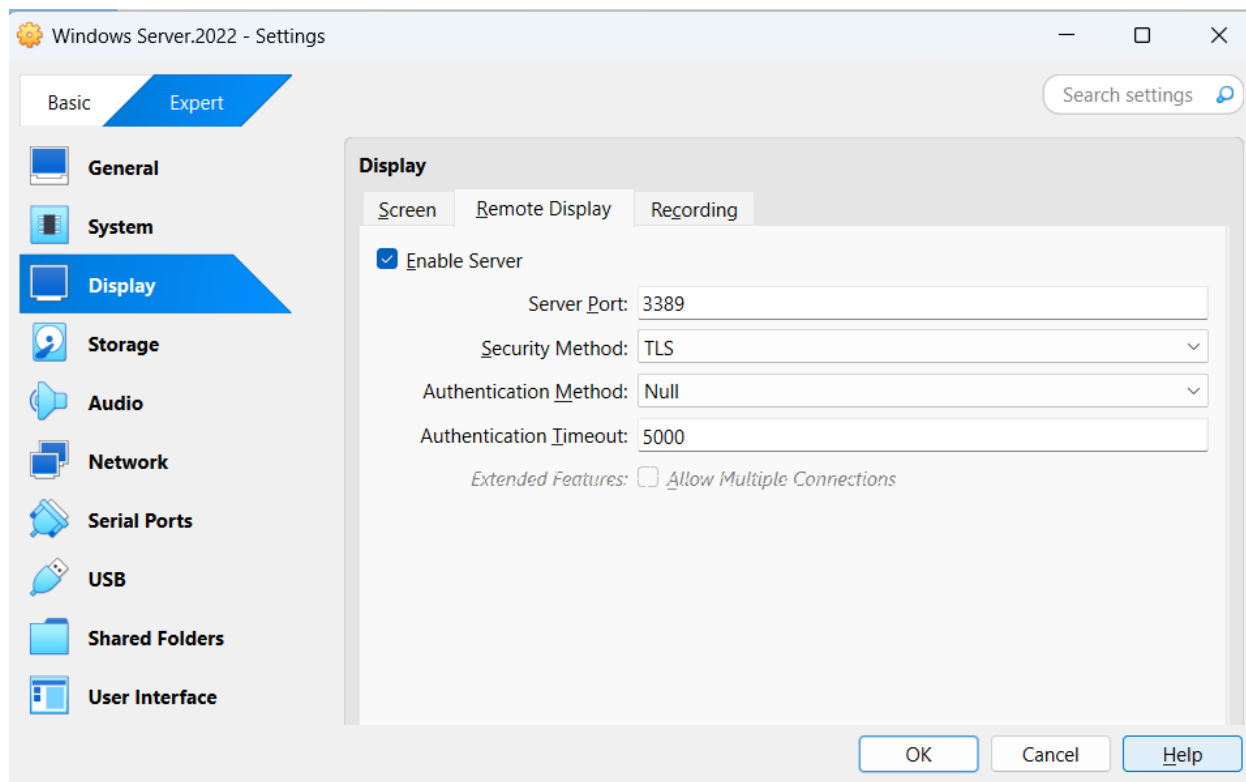 Windows Server.2022 - Settings
Basic
Expert
Search settings
General
System
Display
Storage
Audio
Network
Serial Ports
USB
Shared Folders
User Interface
Display
Screen
Remote Display
Recording
Enable Server
Server Port: 3389
Security Method: TLS
Authentication Method: Null
Authentication Timeout: 5000
Extended Features: Allow Multiple Connections
OK
Cancel
Help